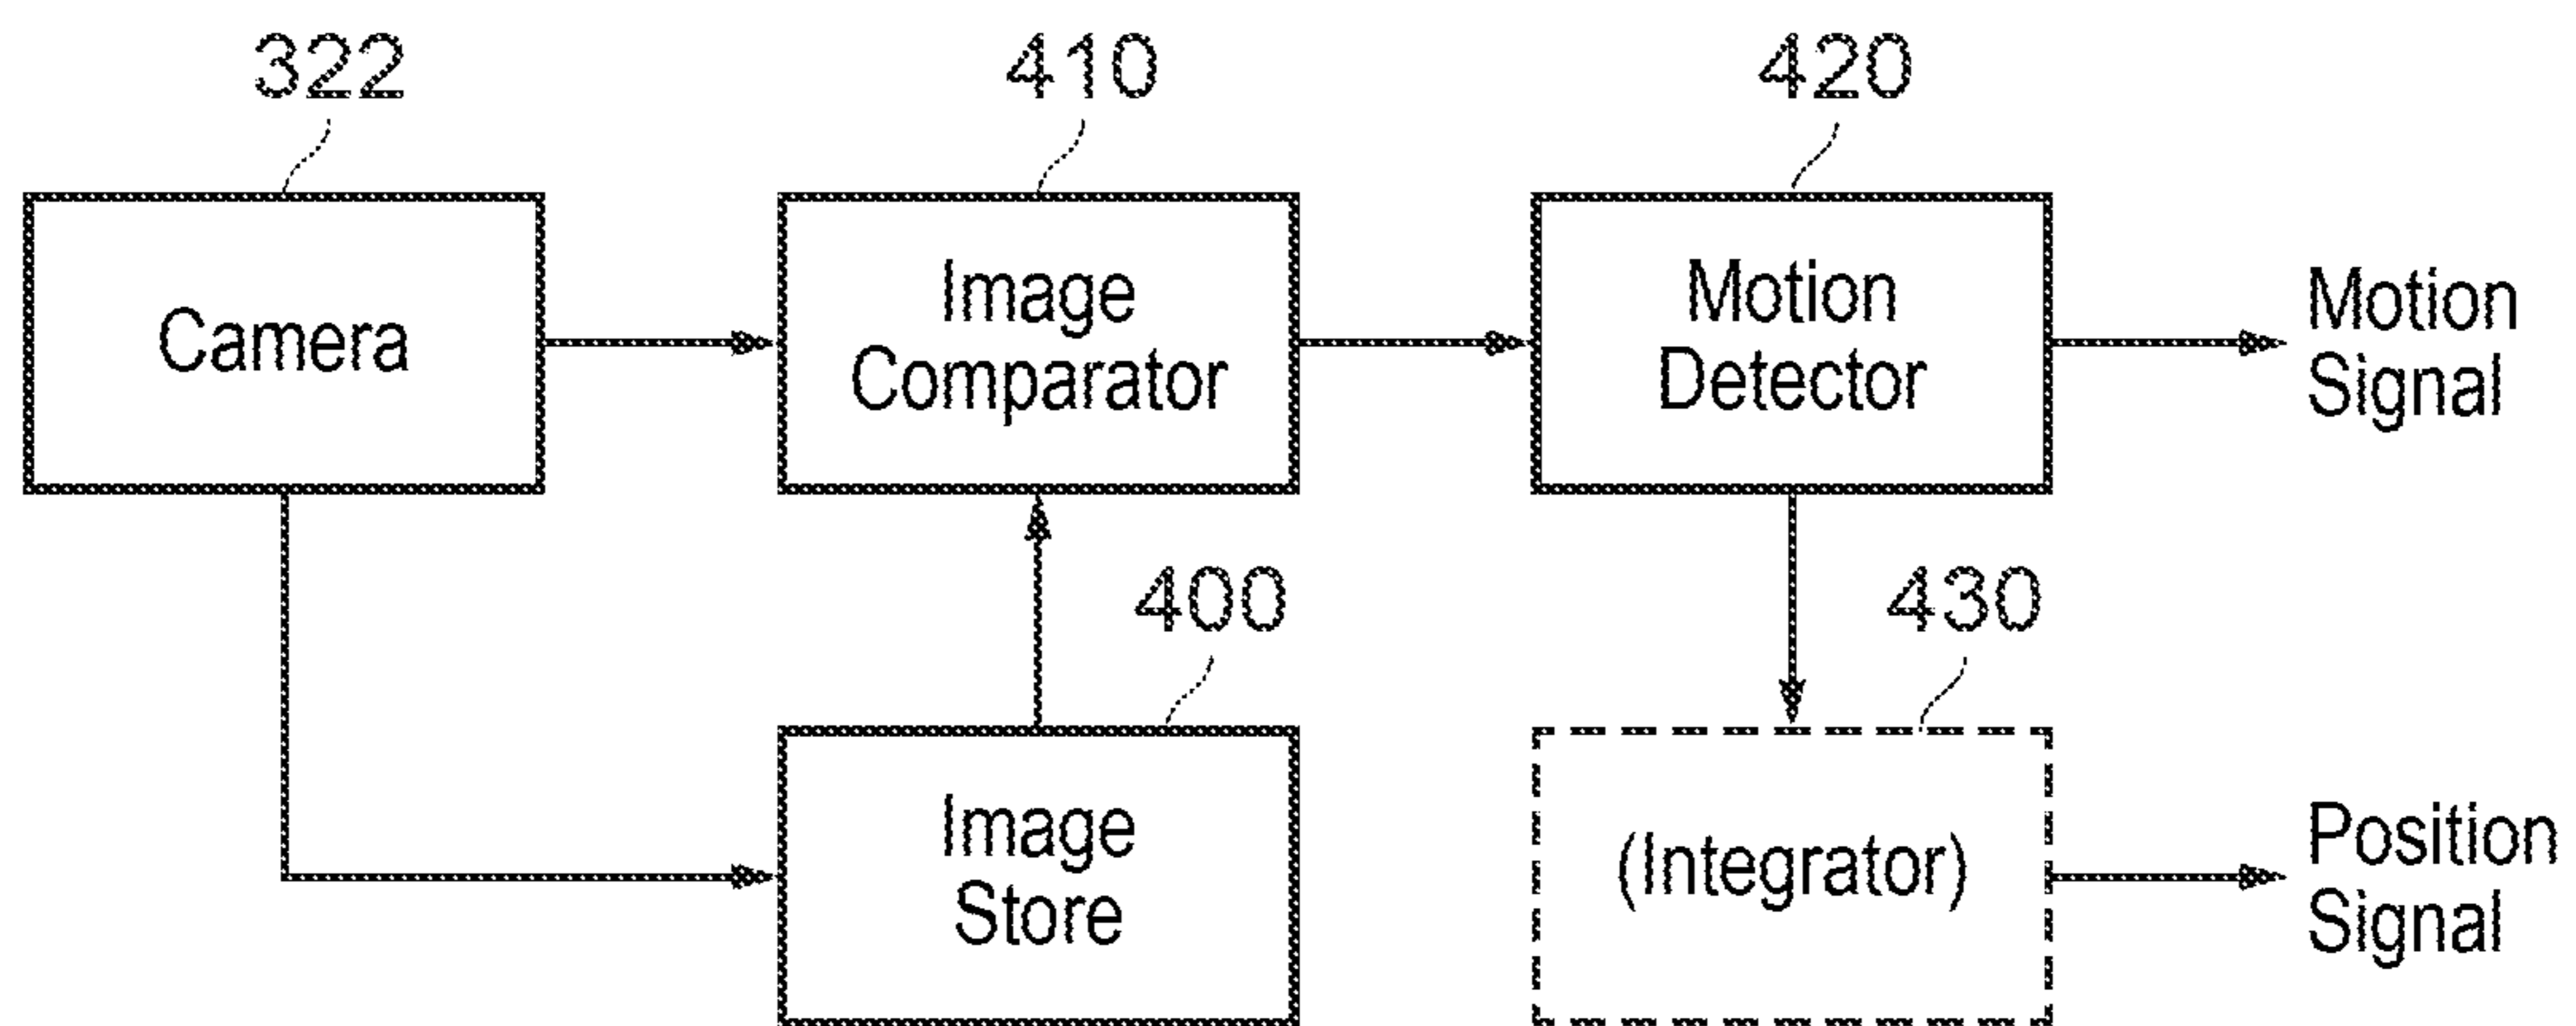 322
410
420
Camera
Image
Comparator
Motion
Detector
Motion
Signal
400
430
Image
Store
(Integrator)
Position
Signal